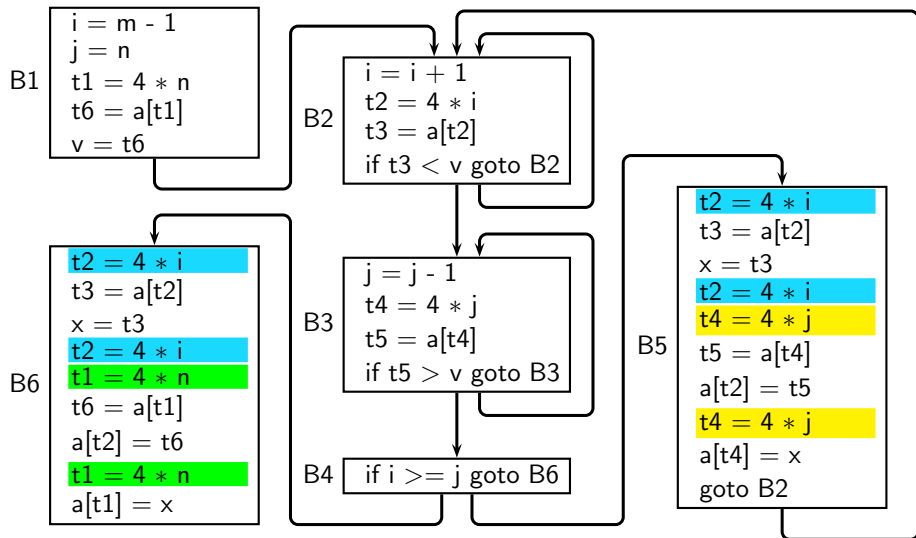 B1
i = m - 1
j = n
t1 = 4 * n
t6 = a[t1]
v = t6
B2
i = i + 1
t2 = 4 * i
t3 = a[t2]
if t3 < v goto B2
B3
j = j - 1
t4 = 4 * j
t5 = a[t4]
if t5 > v goto B3
B4
if i >= j goto B6
B5
t2 = 4 * i
t3 = a[t2]
x = t3
t2 = 4 * i
t4 = 4 * j
t5 = a[t4]
a[t2] = t5
t4 = 4 * j
a[t4] = x
goto B2
B6
t2 = 4 * i
t3 = a[t2]
x = t3
t2 = 4 * i
t1 = 4 * n
t6 = a[t1]
a[t2] = t6
t1 = 4 * n
a[t1] = x